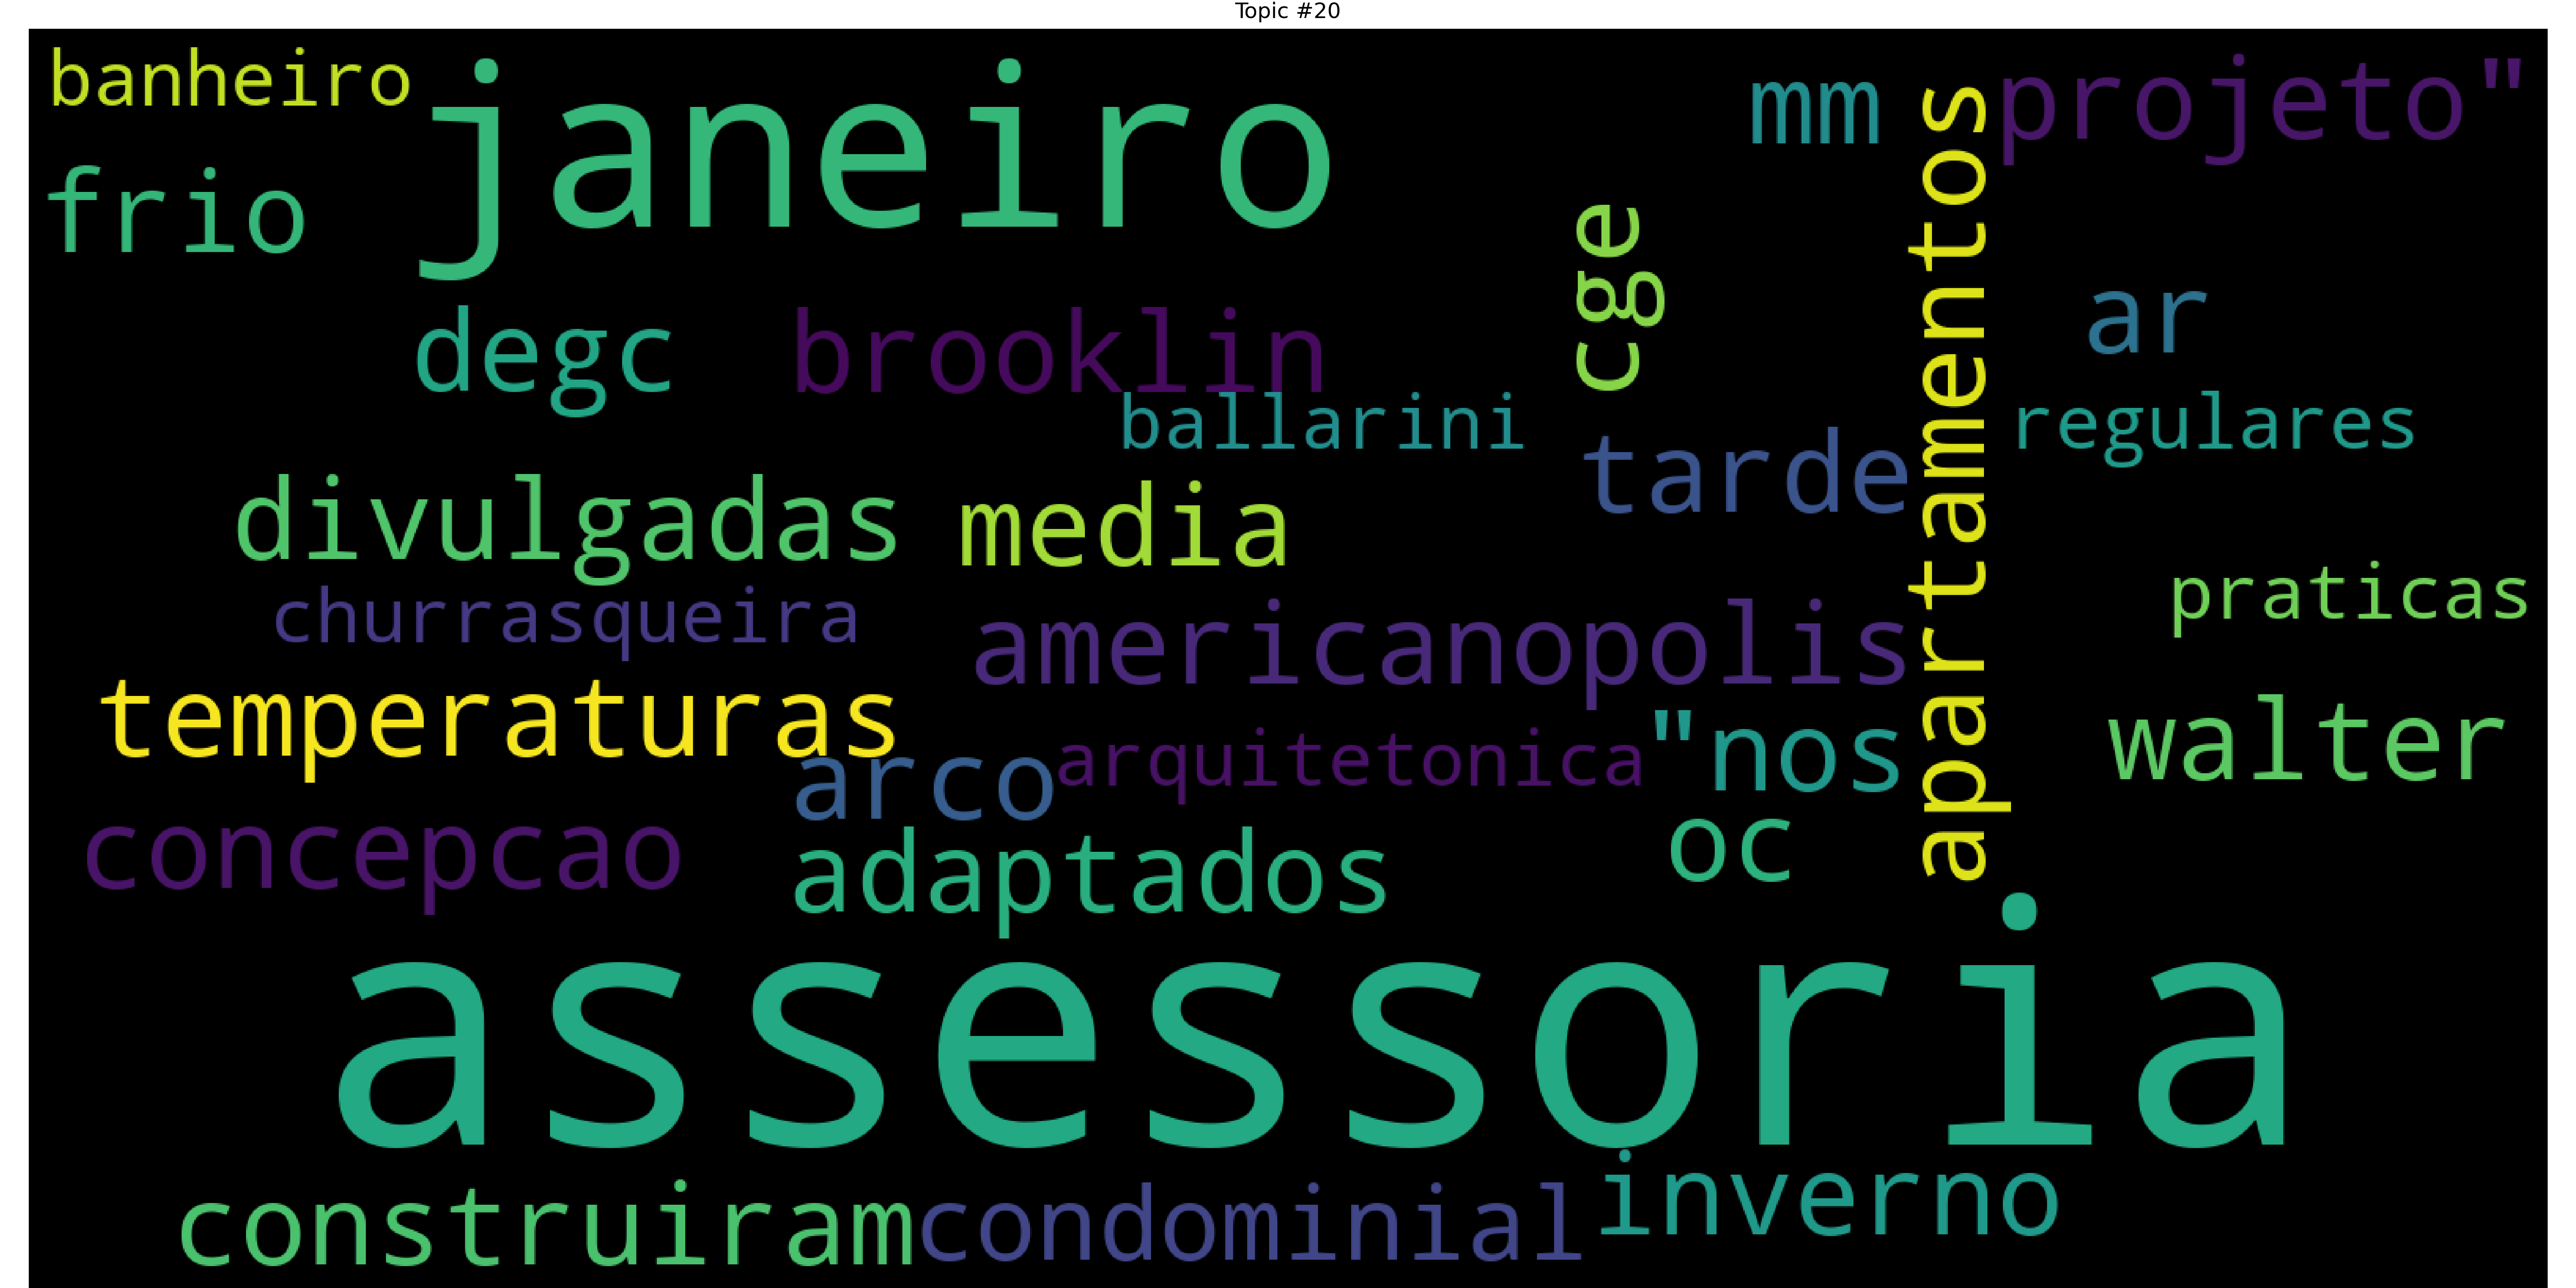 Topic #20
banheiro
janeiro
mm
apartamentos
projeto"
frio
cge
degc
brooklin
ar
ballarini
regulares
tarde
divulgadas
media
churrasqueira
americanopolis
praticas
temperaturas
arco
arquitetonica
"nos
walter
concepcao
adaptados
oc
assessoria
construiram
condominial
inverno